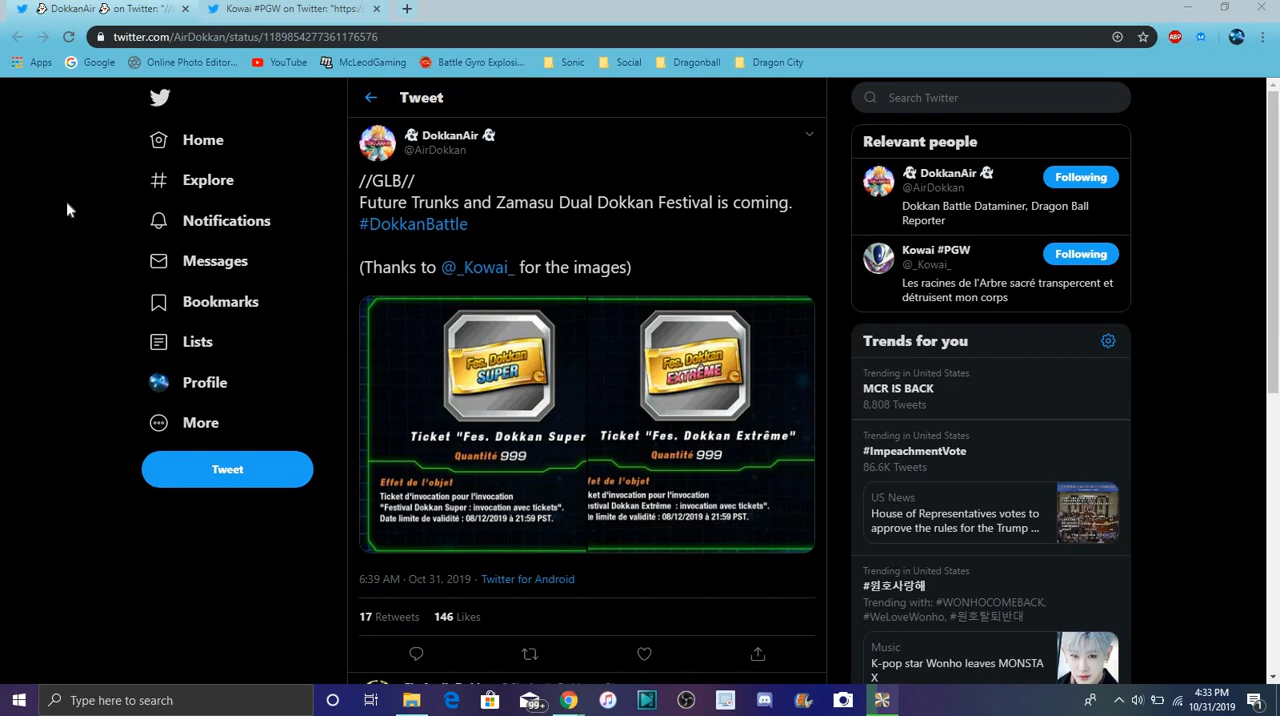 DokkanAir on Twitter: "//
Kowai #PGW on Twitter: "https:/
twitter.com/AirDokkan/status/1189854277361176576
ABP
Apps
Google
Online Photo Editor...
YouTube
McLeodGaming
Battle Gyro Explosi...
Sonic
Social
Dragonball
Dragon City
Home
Explore
Notifications
Messages
Bookmarks
Lists
Profile
More
Tweet
Tweet
DokkanAir
@AirDokkan
//GLB//
Future Trunks and Zamasu Dual Dokkan Festival is coming.
#DokkanBattle
(Thanks to @_Kowai_ for the images)
Fes. Dokkan
SUPER
Ticket "Fes. Dokkan Super
Quantité 999
Effet de l'objet
Ticket d'invocation pour l'invocation
"Festival Dokkan Super : invocation avec tickets".
Date limite de validité : 08/12/2019 à 21:59 PST.
Fes. Dokkan
EXTRÊME
Ticket "Fes. Dokkan Extrême"
Quantité 999
ffet de l'objet
icket d'invocation pour l'invocation
estival Dokkan Extrême : invocation avec tickets".
te limite de validité : 08/12/2019 à 21:59 PST.
6:39 AM · Oct 31, 2019 · Twitter for Android
17 Retweets 146 Likes
Search Twitter
Relevant people
DokkanAir
@AirDokkan
Following
Dokkan Battle Dataminer, Dragon Ball
Reporter
Kowai #PGW
@_Kowai_
Following
Les racines de l'Arbre sacré transpercent et
détruisent mon corps
Trends for you
Trending in United States
MCR IS BACK
8,808 Tweets
Trending in United States
#ImpeachmentVote
86.6K Tweets
US News
House of Representatives votes to
approve the rules for the Trump ...
Trending in United States
#원호사랑해
Trending with: #WONHOCOMEBACK,
#WeLoveWonho, #원호탈퇴반대
Music
K-pop star Wonho leaves MONSTA
X
Type here to search
99+
4:33 PM
10/31/2019
1